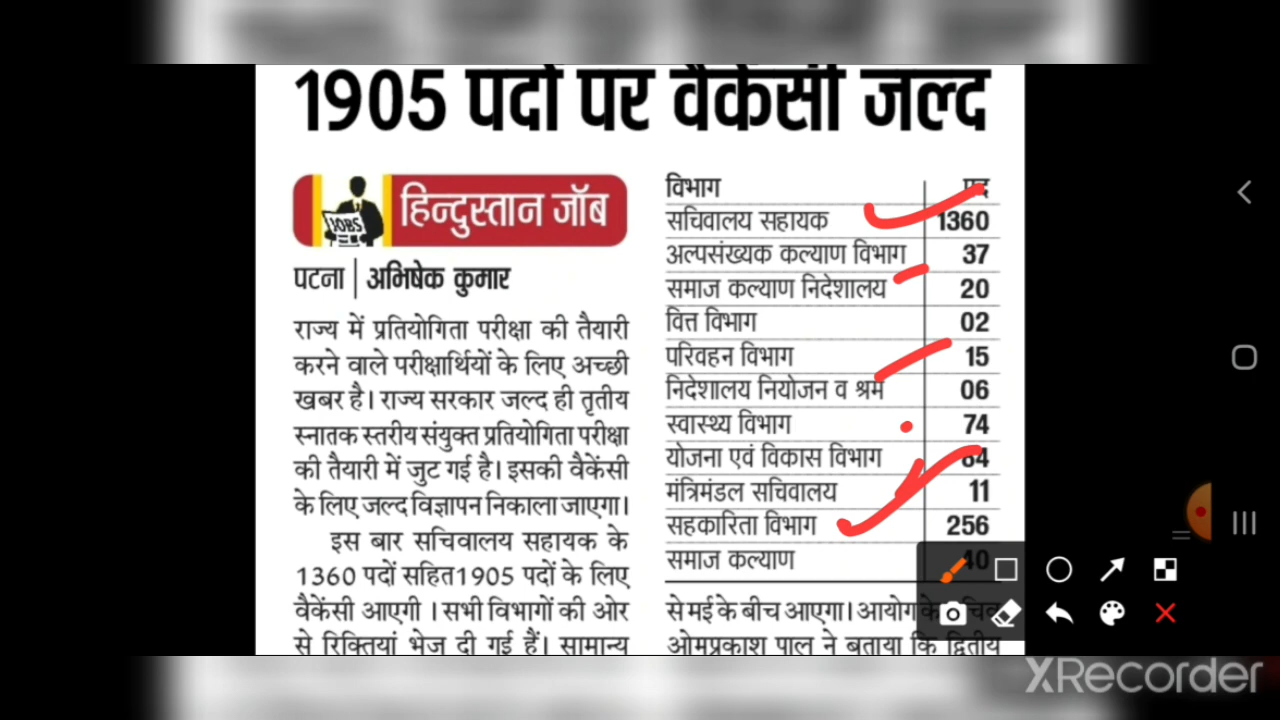 1905 पदों पर वैकेंसी जल्द
JOBS
हिन्दुस्तान जॉब
पटना | अभिषेक कुमार
राज्य में प्रतियोगिता परीक्षा की तैयारी
करने वाले परीक्षार्थियों के लिए अच्छी
खबर है। राज्य सरकार जल्द ही तृतीय
स्नातक स्तरीय संयुक्त प्रतियोगिता परीक्षा
की तैयारी में जुट गई है। इसकी वैकेंसी
के लिए जल्द विज्ञापन निकाला जाएगा।
इस बार सचिवालय सहायक के
1360 पदों सहित1905 पदों के लिए
वैकेंसी आएगी । सभी विभागों की ओर
से रिक्तियां भेज दी गई हैं। सामान्य
विभाग पद
सचिवालय सहायक 1360
अल्पसंख्यक कल्याण विभाग 37
समाज कल्याण निदेशालय 20
वित्त विभाग 02
परिवहन विभाग 15
निदेशालय नियोजन व श्रम 06
स्वास्थ्य विभाग 74
योजना एवं विकास विभाग
मंत्रिमंडल सचिवालय 11
सहकारिता विभाग 256
समाज कल्याण 40
से मई के बीच आएगा। आयोग के सचिव
ओमप्रकाश पाल ने बताया कि द्वितीय
XRecorder